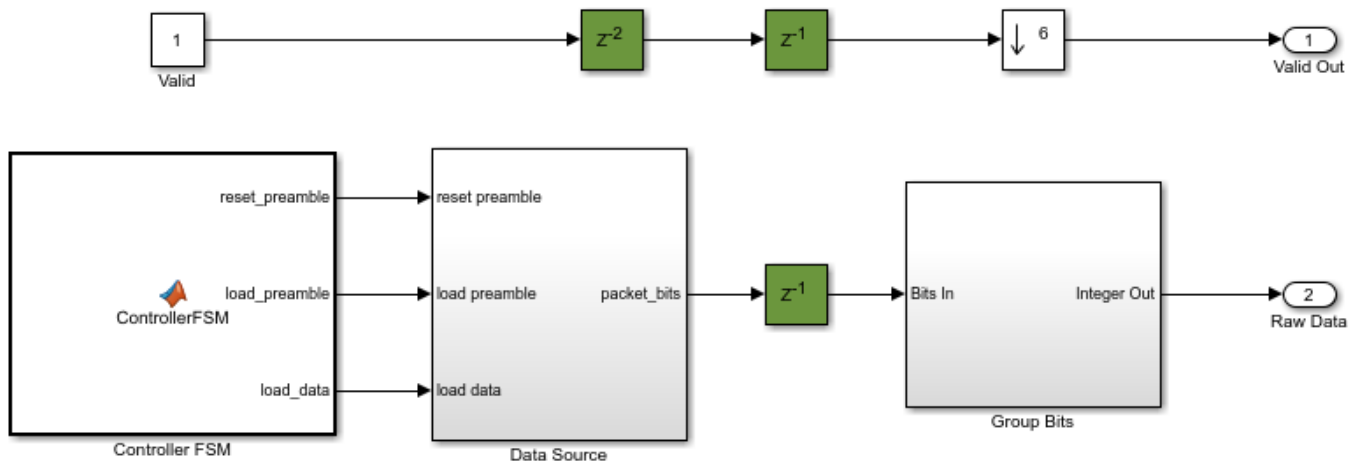 1
Valid
Z-2
Z-1
6
1
Valid Out
reset_preamble
load_preamble
ControllerFSM
load_data
Controller FSM
reset preamble
load preamble
packet_bits
load data
Data Source
Z-1
Bits In
Integer Out
Group Bits
2
Raw Data